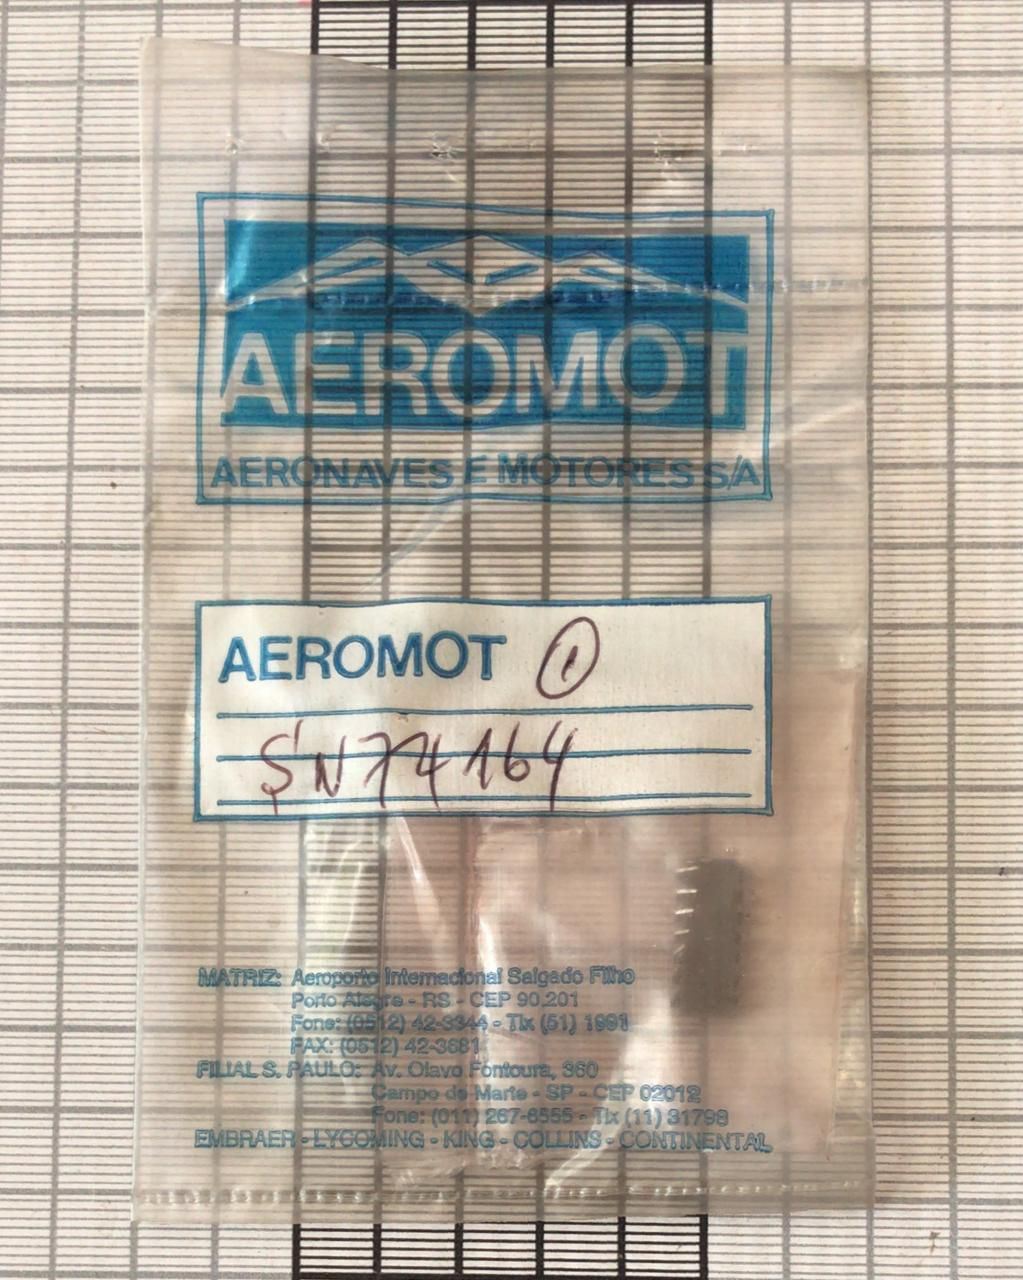 AEROMOT
AERONAVES E MOTORES S/A
AEROMOT 1
SN74164
MATRIZ: Aeroporto Internacional Salgado Filho
Porto Alegre - RS - CEP 90.201
Fone: (0512) 42-3344 - Tlx (51) 1991
FAX: (0512) 42-3681
FILIAL S. PAULO: Av. Olavo Fontoura, 360
Campo de Marte - SP - CEP 02012
Fone: (011) 267-6555 - Tlx (11) 31798
EMBRAER - LYCOMING - KING - COLLINS - CONTINENTAL